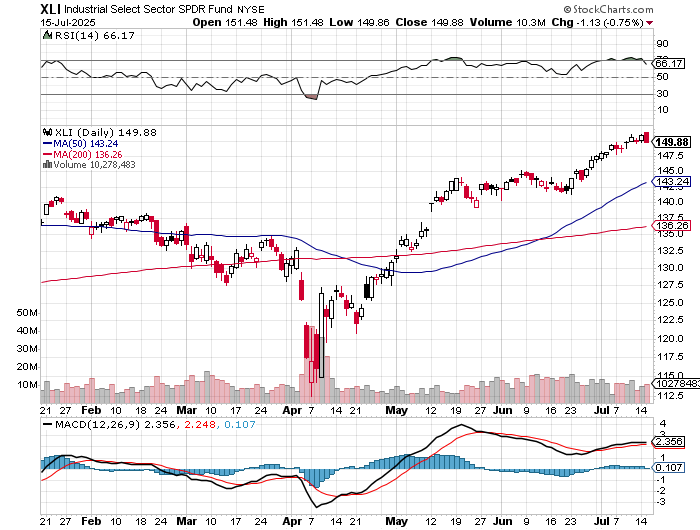 XLI Industrial Select Sector SPDR Fund NYSE © StockCharts.com
15-Jul-2025 Open 151.48 High 151.48 Low 149.86 Close 149.88 Volume 10.3M Chg -1.13 (-0.75%)
RSI(14) 66.17
90
70
66.17
50
30
10
XLI (Daily) 149.88
MA(50) 143.24
MA(200) 136.26
Volume 10,278,483
149.88
147.5
145.0
143.24
142.5
140.0
137.5
136.26
135.0
132.5
130.0
127.5
125.0
122.5
120.0
117.5
115.0
112.5
50M
40M
30M
20M
10M
10278483
21 27 Feb 10 18 24 Mar 10 17 24 Apr 7 14 21 May 12 19 27 Jun 9 16 23 Jul 7 14
MACD(12,26,9) 2.356, 2.248, 0.107
4
3
2.356
1
0.107
-1
-2
-3
21 27 Feb 10 18 24 Mar 10 17 24 Apr 7 14 21 May 12 19 27 Jun 9 16 23 Jul 7 14